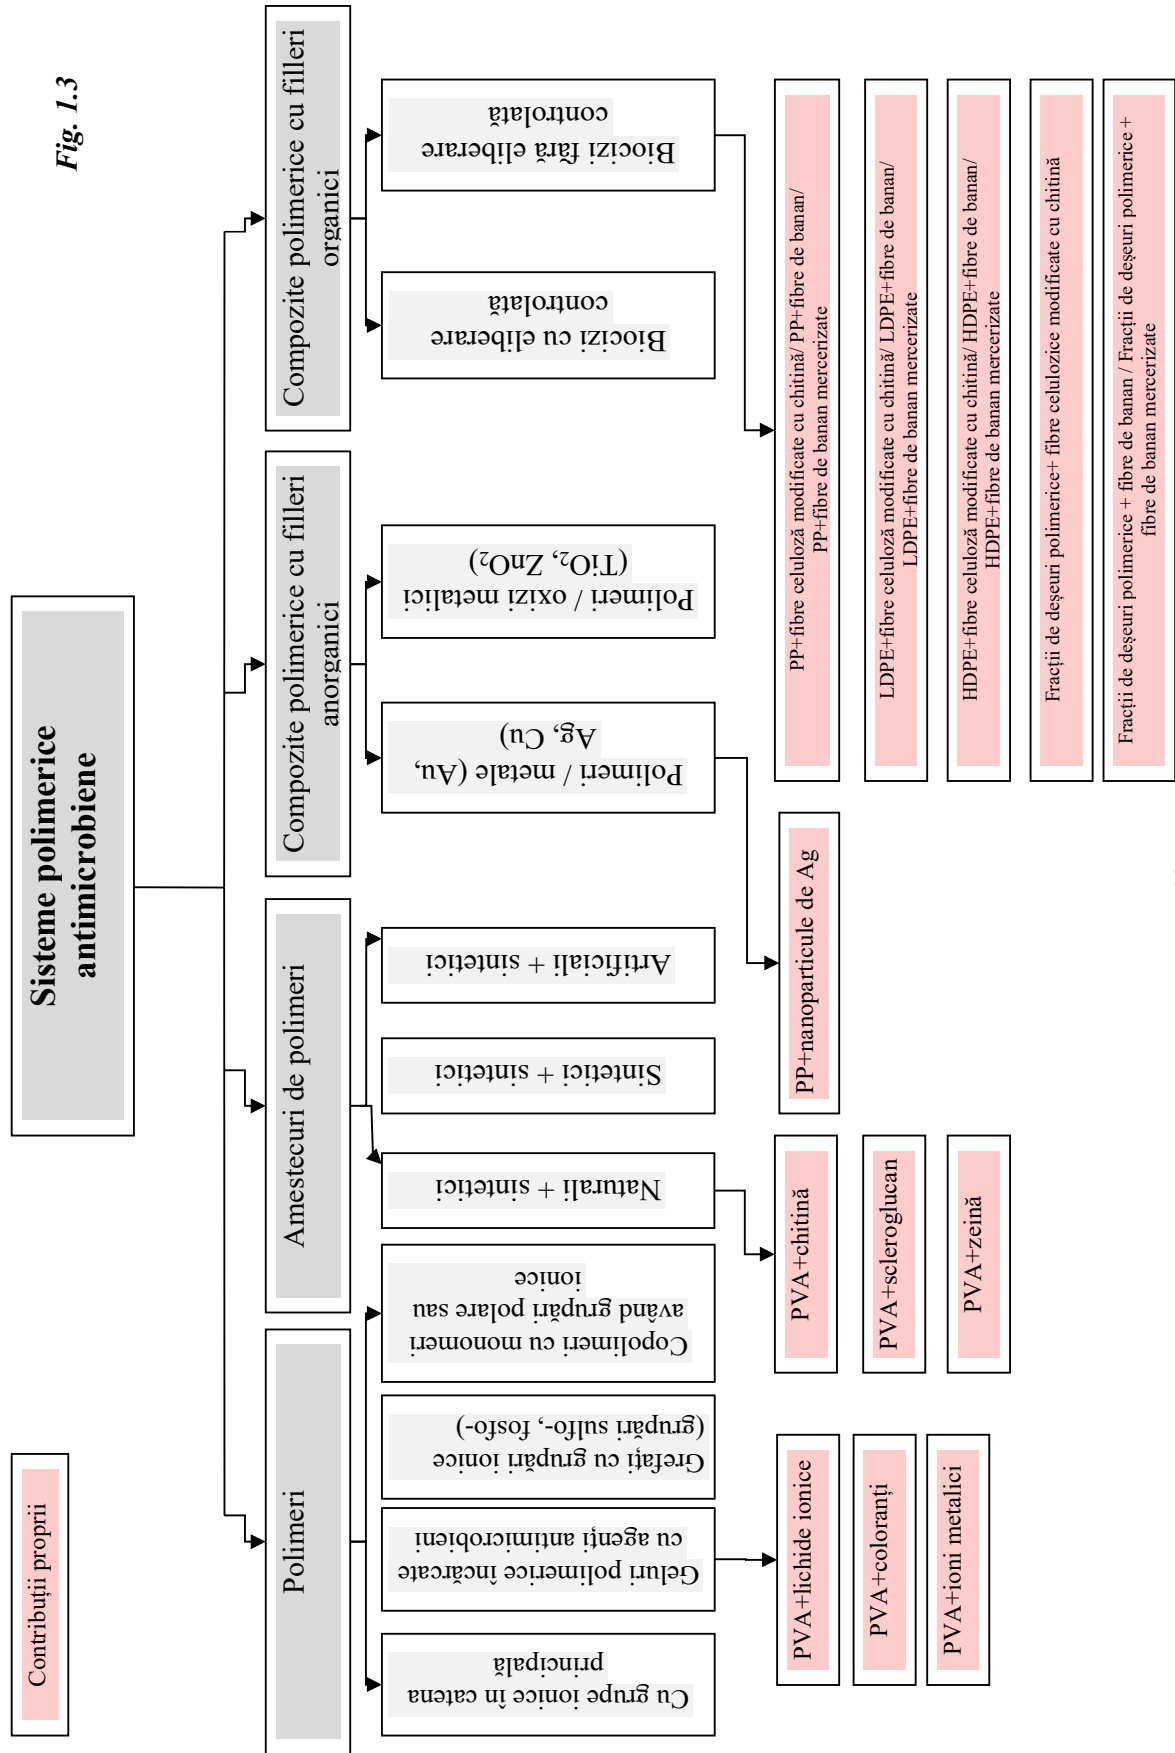 Contribuții proprii
Fig. 1.3
Sisteme polimerice
antimicrobiene
Polimeri
Amestecuri de polimeri
Compozite polimerice cu filleri
anorganici
Compozite polimerice cu filleri
organici
Cu grupe ionice în catena
principală
Geluri polimerice încărcate
cu agenți antimicrobieni
Grefați cu grupări ionice
(grupări sulfo-, fosfo-)
Copolimeri cu monomeri
având grupări polare sau
ionice
Naturali + sintetici
Sintetici + sintetici
Artificiali + sintetici
Polimeri / metale (Au,
Ag, Cu)
Polimeri / oxizi metalici
(TiO₂, ZnO₂)
Biocizi cu eliberare
controlată
Biocizi fără eliberare
controlată
PVA+lichide ionice
PVA+coloranți
PVA+ioni metalici
PVA+chitină
PVA+scleroglucan
PVA+zeină
PP+nanoparticule de Ag
PP+fibre celuloză modificate cu chitină/ PP+fibre de banan/
PP+fibre de banan mercerizate
LDPE+fibre celuloză modificate cu chitină/ LDPE+fibre de banan/
LDPE+fibre de banan mercerizate
HDPE+fibre celuloză modificate cu chitină/ HDPE+fibre de banan/
HDPE+fibre de banan mercerizate
Fracții de deșeuri polimerice+ fibre celulozice modificate cu chitină
Fracții de deșeuri polimerice + fibre de banan / Fracții de deșeuri polimerice +
fibre de banan mercerizate